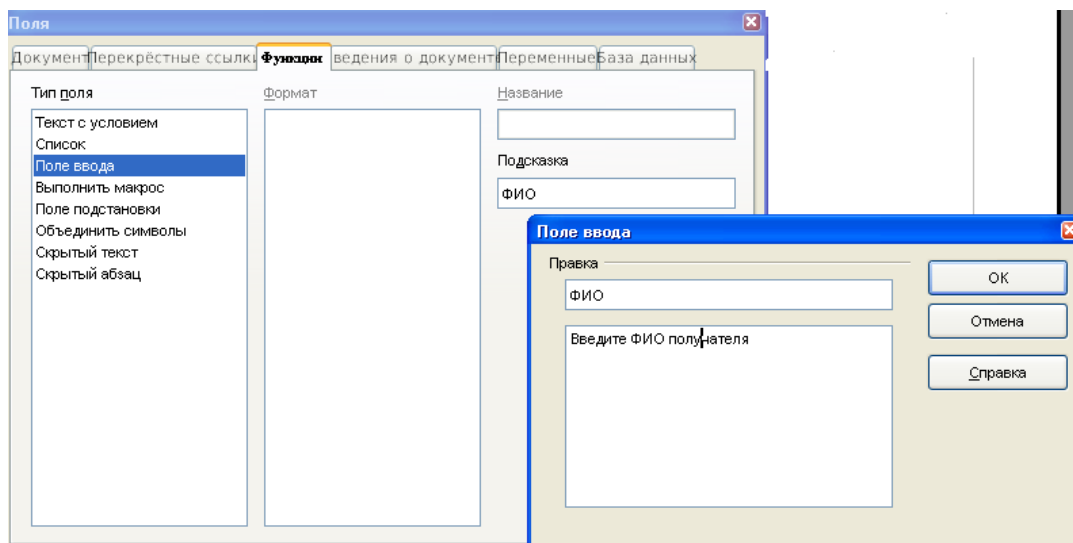 Поля
Документ Перекрёстные ссылки Функции ведения о документ Переменные База данных
Тип поля
Формат
Название
Текст с условием
Список
Поле ввода
Выполнить макрос
Поле подстановки
Объединить символы
Скрытый текст
Скрытый абзац
Подсказка
ФИО
Поле ввода
Правка
ФИО
Введите ФИО получателя
ОК
Отмена
Справка